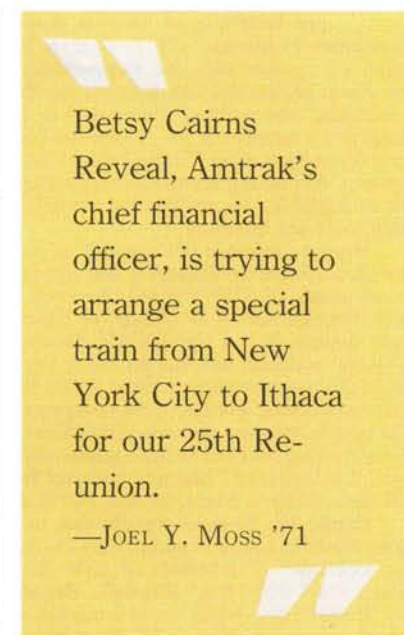 Betsy Cairns
Reveal, Amtrak's
chief financial
officer, is trying to
arrange a special
train from New
York City to Ithaca
for our 25th Re-
union.
—JOEL Y. MOSS '71